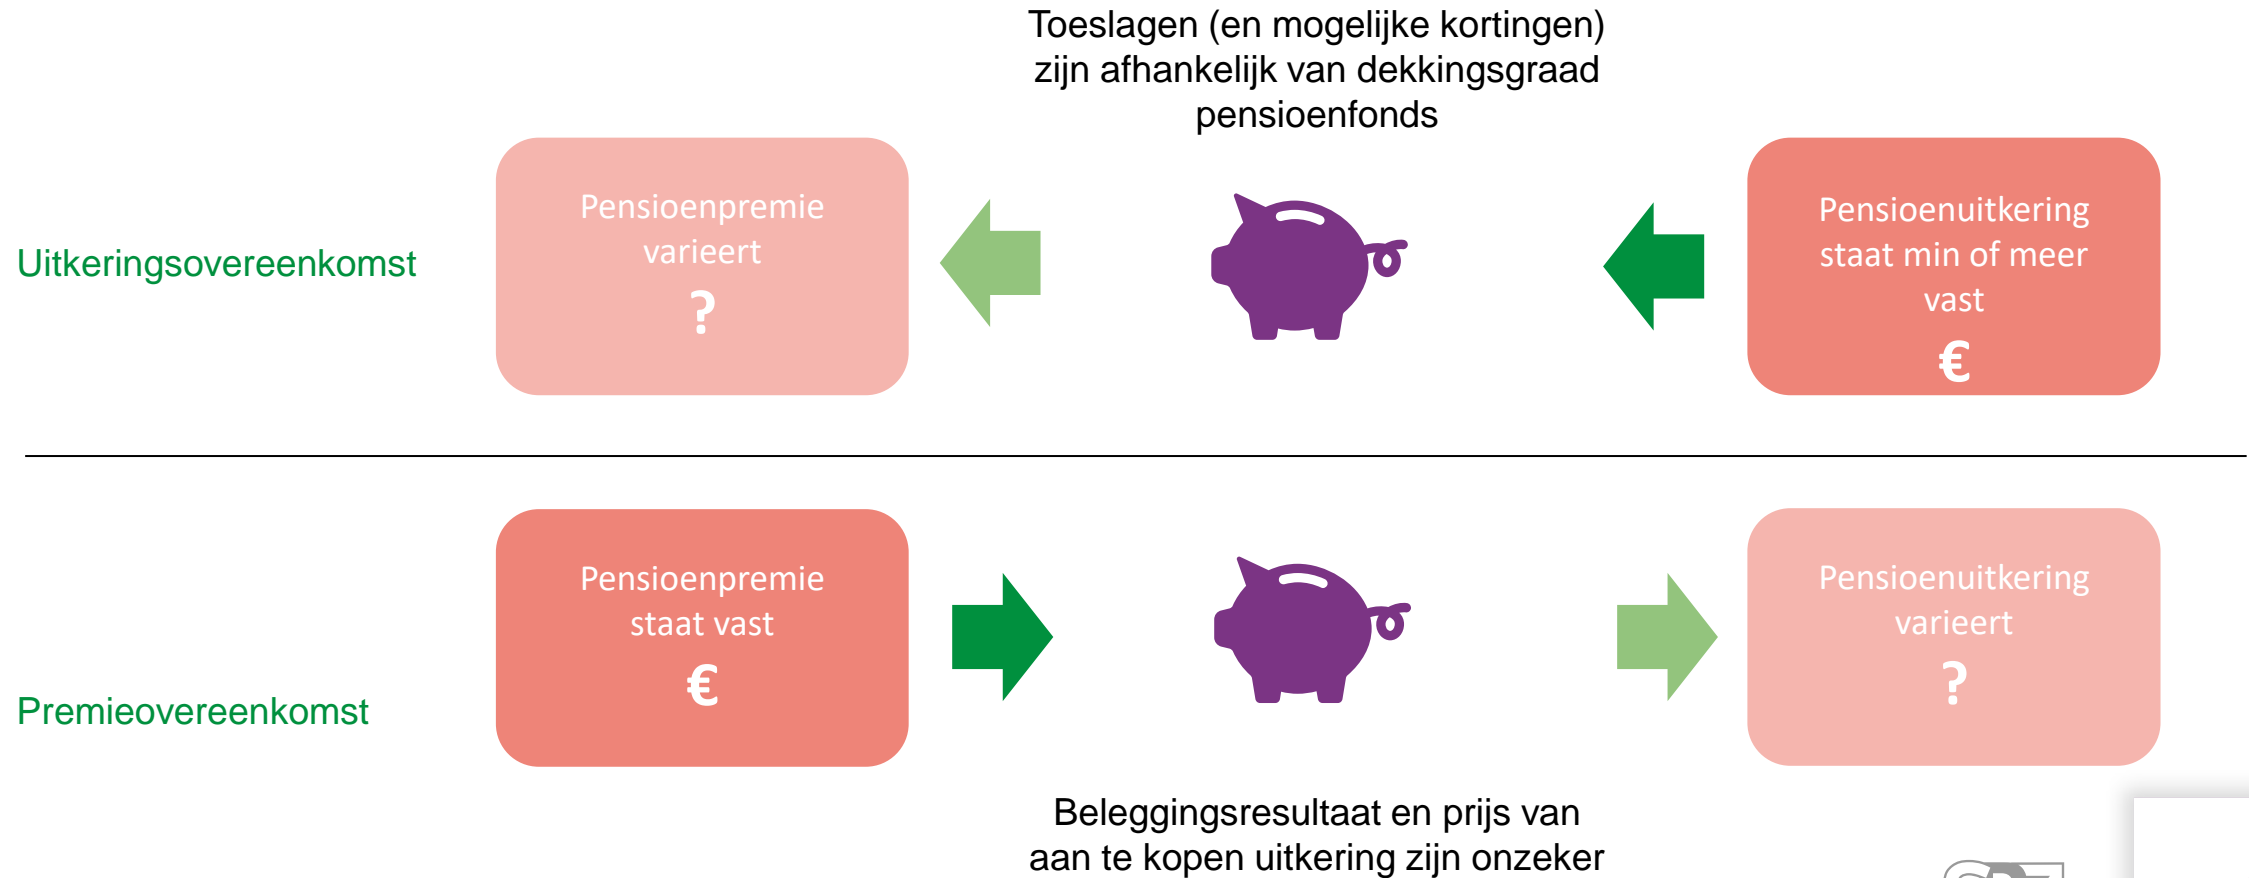 Toeslagen (en mogelijke kortingen)
zijn afhankelijk van dekkingsgraad
pensioenfonds
Uitkeringsovereenkomst
Pensioenpremie
varieert
?
Pensioenuitkering
staat min of meer
vast
€
Premieovereenkomst
Pensioenpremie
staat vast
€
Pensioenuitkering
varieert
?
Beleggingsresultaat en prijs van
aan te kopen uitkering zijn onzeker